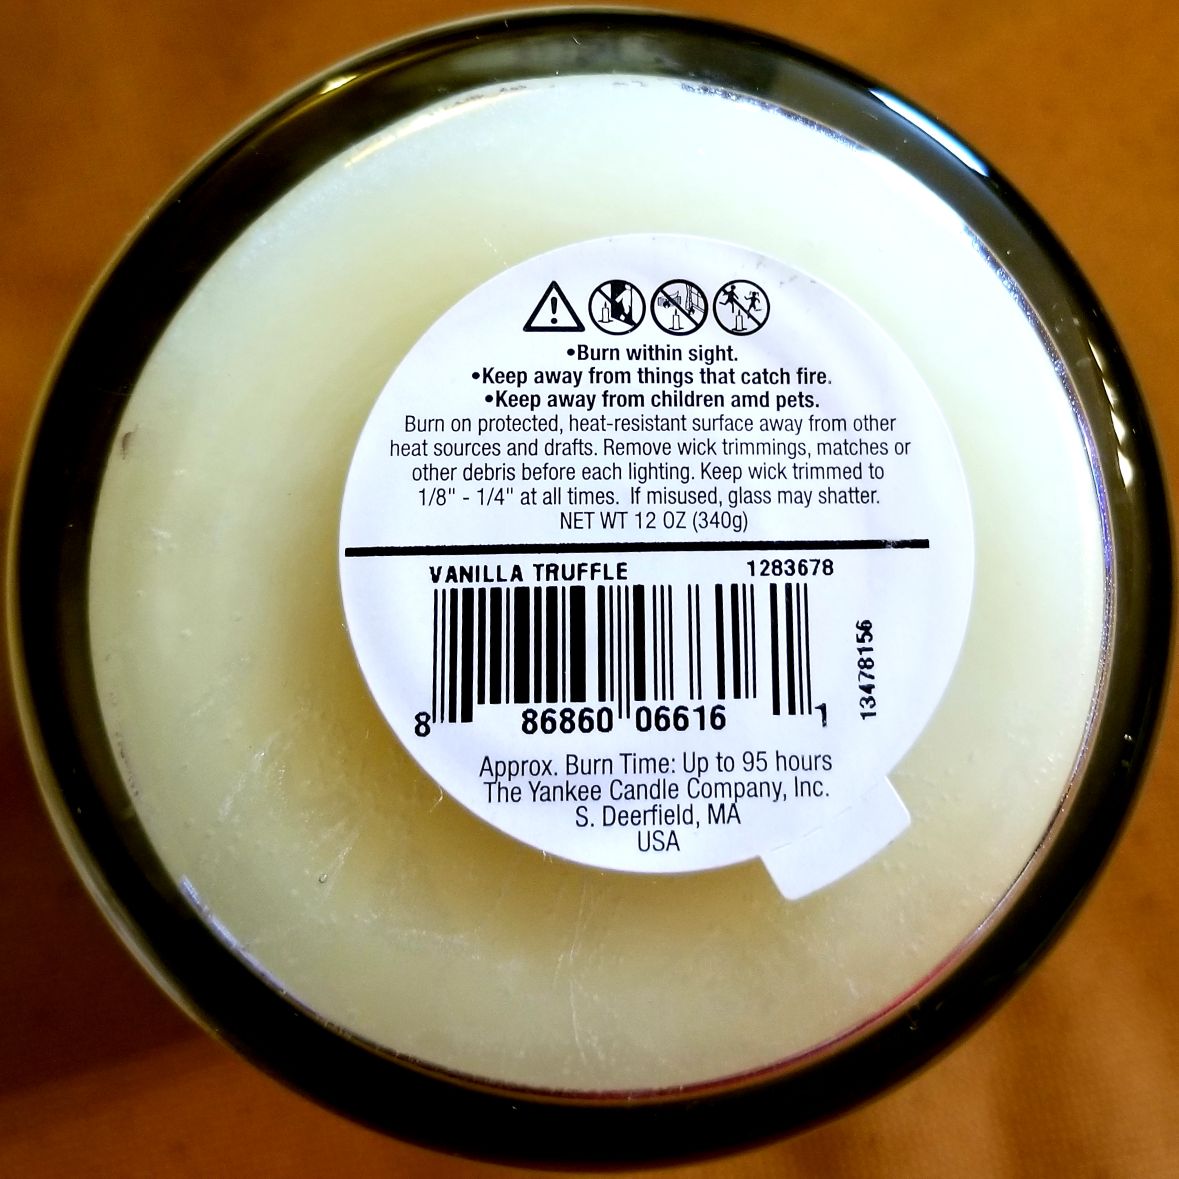 •Burn within sight.
•Keep away from things that catch fire.
•Keep away from children amd pets.
Burn on protected, heat-resistant surface away from other
heat sources and drafts. Remove wick trimmings, matches or
other debris before each lighting. Keep wick trimmed to
1/8" - 1/4" at all times. If misused, glass may shatter.
NET WT 12 OZ (340g)
VANILLA TRUFFLE 1283678
13478156
8 86860 06616 1
Approx. Burn Time: Up to 95 hours
The Yankee Candle Company, Inc.
S. Deerfield, MA
USA